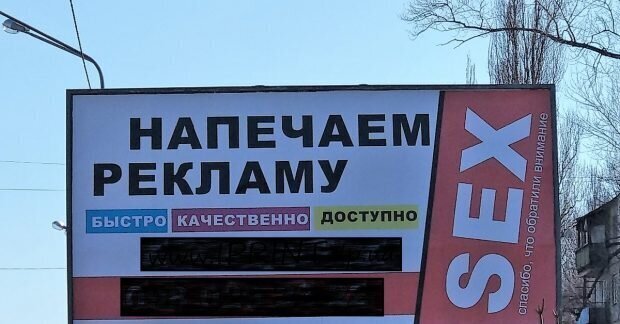 НАПЕЧАЕМ
РЕКЛАМУ
БЫСТРО КАЧЕСТВЕННО ДОСТУПНО
SEX
спасибо, что обратили внимание